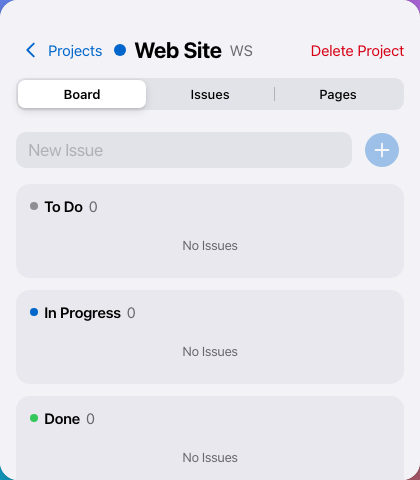 Projects Web Site WS Delete Project
Board Issues Pages
New Issue
To Do 0
No Issues
In Progress 0
No Issues
Done 0
No Issues